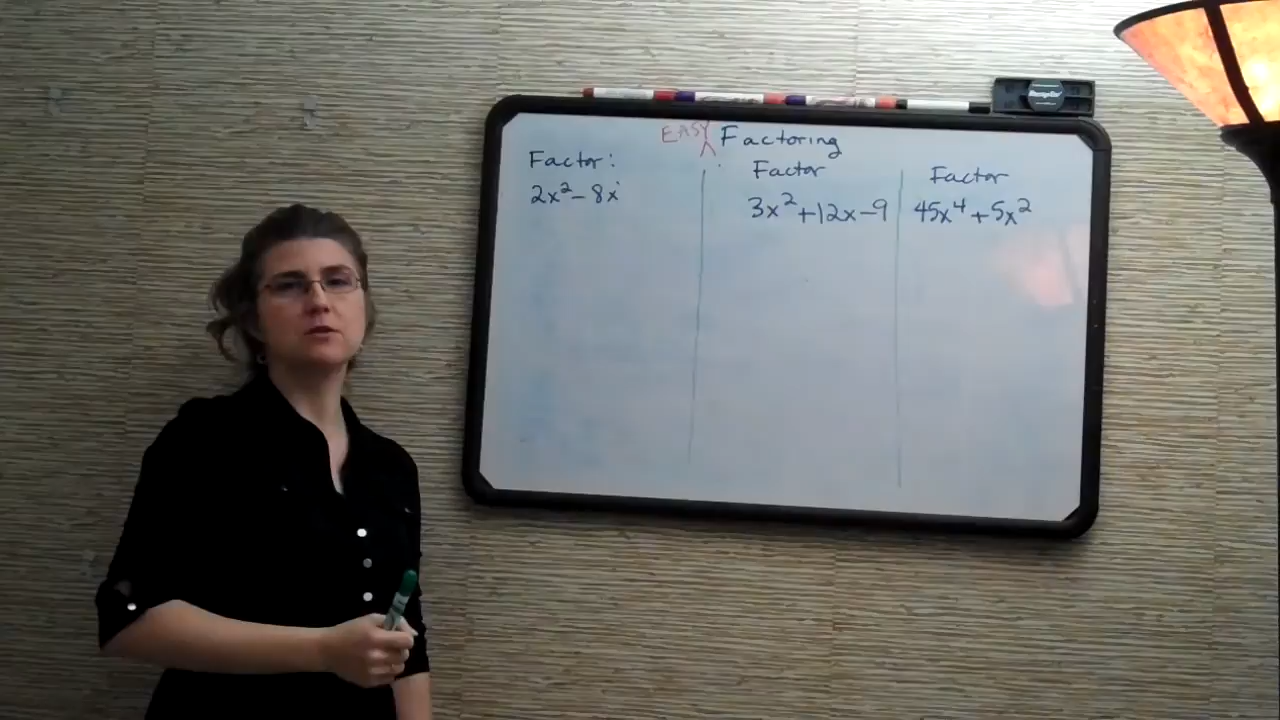 EASY Factoring
Factor:
2x² - 8x
Factor
3x² + 12x - 9
Factor
45x⁴ + 5x²